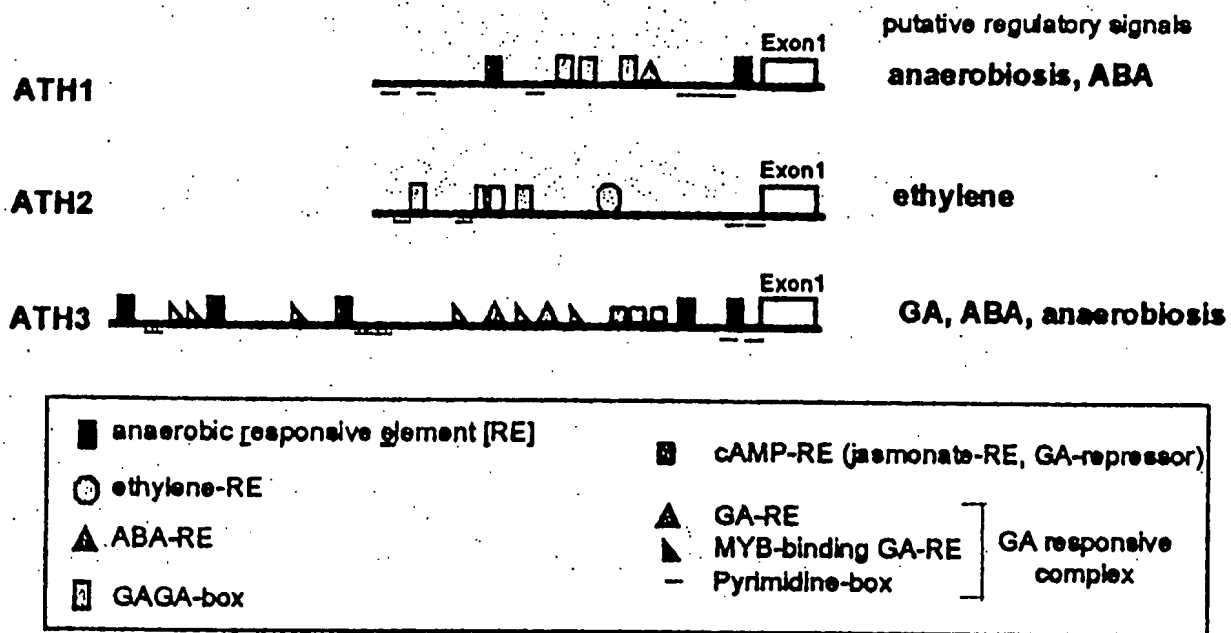 putative regulatory signals
Exon1
ATH1
anaerobiosis, ABA
Exon1
ATH2
ethylene
Exon1
ATH3
GA, ABA, anaerobiosis
anaerobic responsive element [RE]
ethylene-RE
ABA-RE
GAGA-box
cAMP-RE (jasmonate-RE, GA-repressor)
GA-RE
MYB-binding GA-RE
Pyrimidine-box
GA responsive
complex